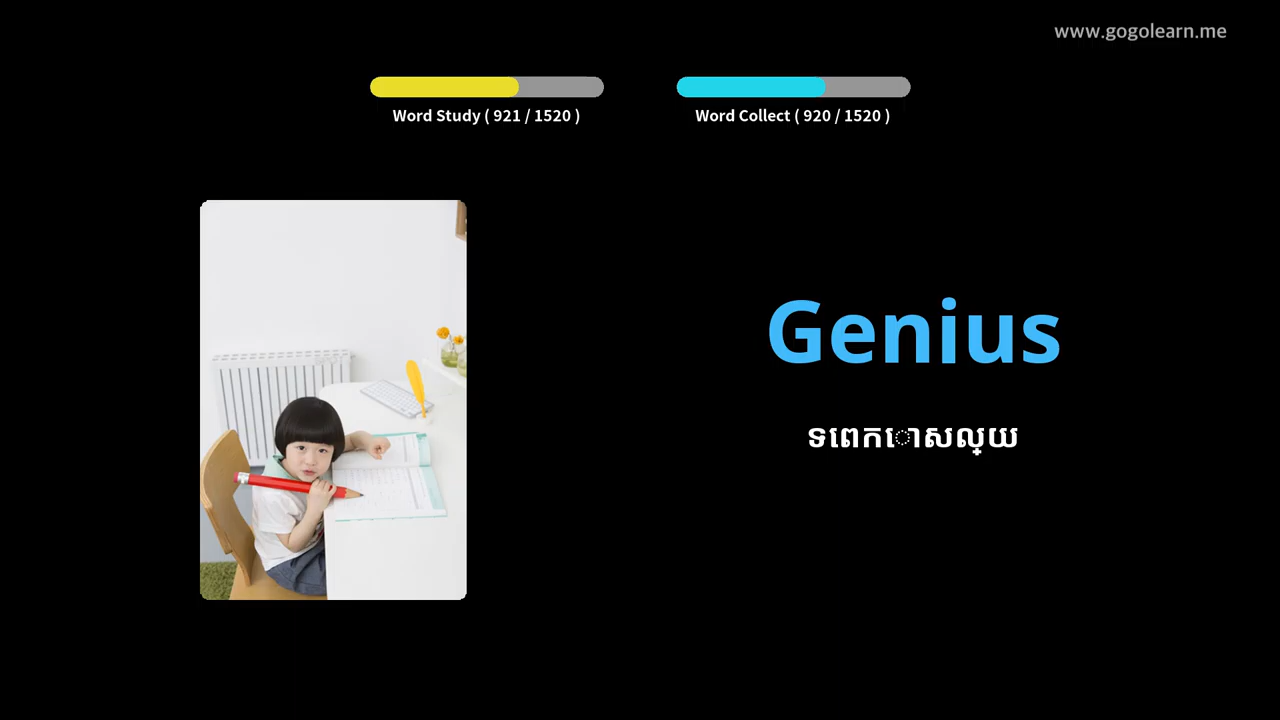 www.gogolearn.me
Word Study ( 921 / 1520 )
Word Collect ( 920 / 1520 )
Genius
ទេពកោសល្យ